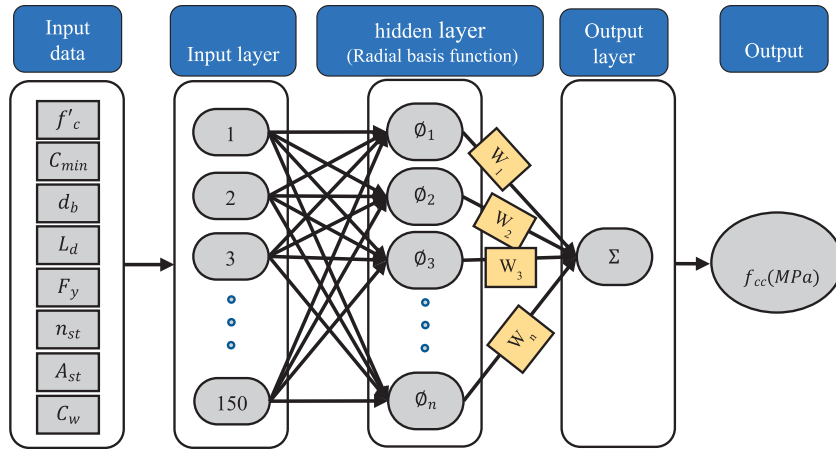 Input
data
Input layer
hidden layer
(Radial basis function)
Output
layer
Output
f'c
Cmin
db
Ld
Fy
nst
Ast
Cw
1
2
3
150
∅1
∅2
∅3
∅n
W1
W2
W3
Wn
Σ
fcc(MPa)